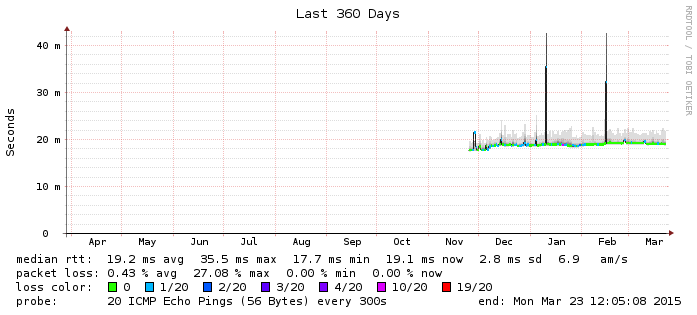 Last 360 Days
RRDTOOL / TOBI OETIKER
Seconds
40 m
30 m
20 m
10 m
0
Apr May Jun Jul Aug Sep Oct Nov Dec Jan Feb Mar
median rtt: 19.2 ms avg 35.5 ms max 17.7 ms min 19.1 ms now 2.8 ms sd 6.9 am/s
packet loss: 0.43 % avg 27.08 % max 0.00 % min 0.00 % now
loss color: 0 1/20 2/20 3/20 4/20 10/20 19/20
probe: 20 ICMP Echo Pings (56 Bytes) every 300s end: Mon Mar 23 12:05:08 2015